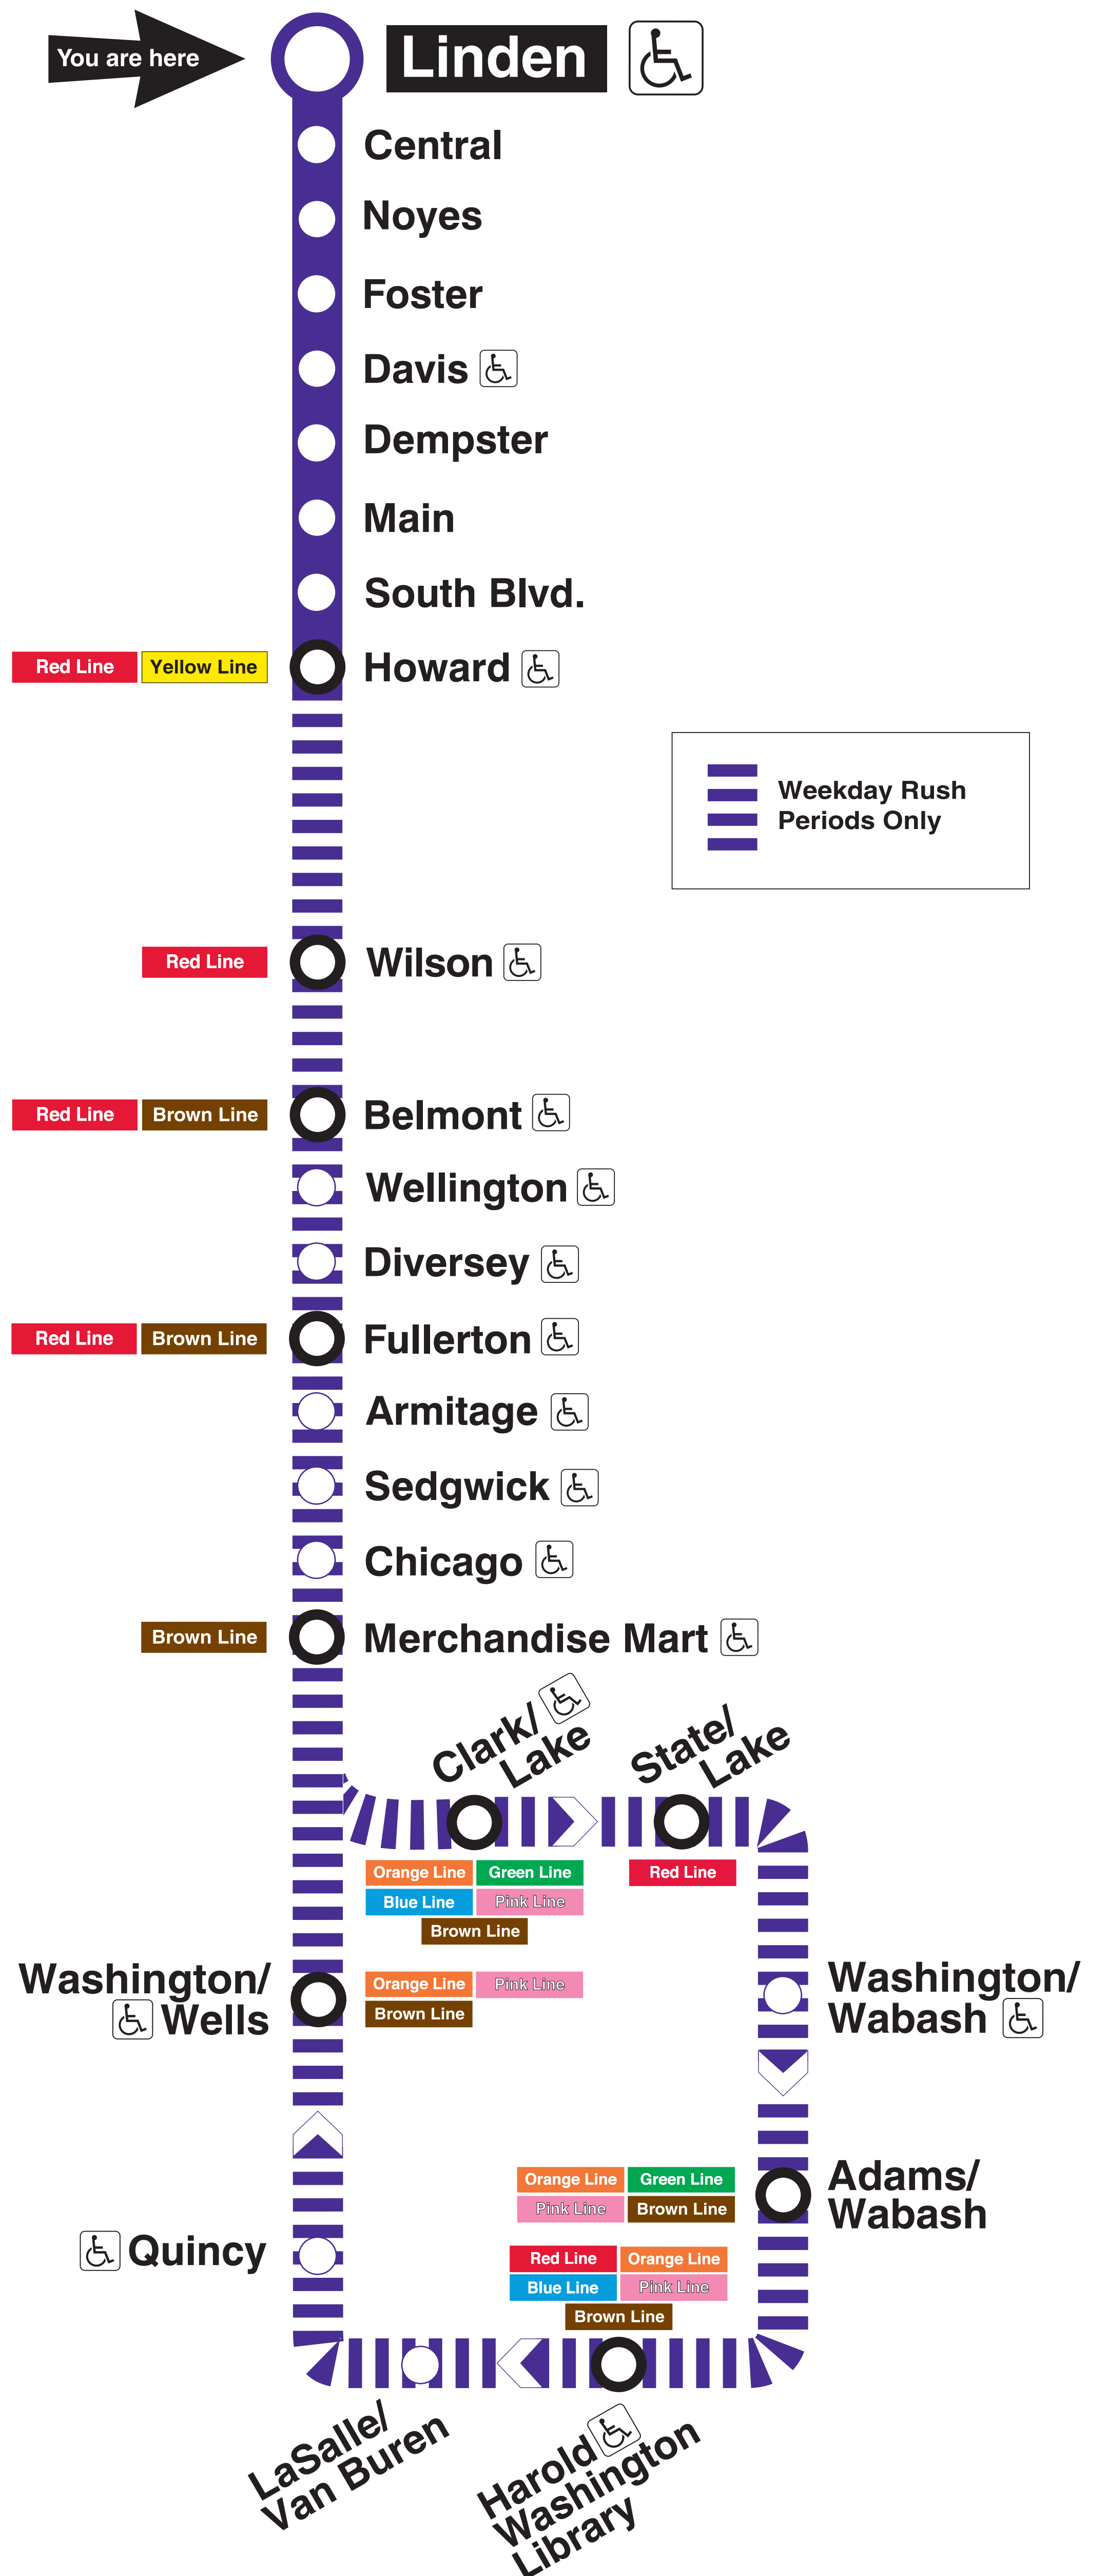 You are here
Linden
Central
Noyes
Foster
Davis
Dempster
Main
South Blvd.
Red Line Yellow Line Howard
Weekday Rush
Periods Only
Red Line Wilson
Red Line Brown Line Belmont
Wellington
Diversey
Red Line Brown Line Fullerton
Armitage
Sedgwick
Chicago
Brown Line Merchandise Mart
Clark/
Lake
State/
Lake
Orange Line Green Line
Blue Line Pink Line
Brown Line
Red Line
Washington/
Wells
Orange Line Pink Line
Brown Line
Washington/
Wabash
Orange Line Green Line
Pink Line Brown Line
Adams/
Wabash
Quincy
Red Line Orange Line
Blue Line Pink Line
Brown Line
LaSalle/
Van Buren
Harold
Washington
Library